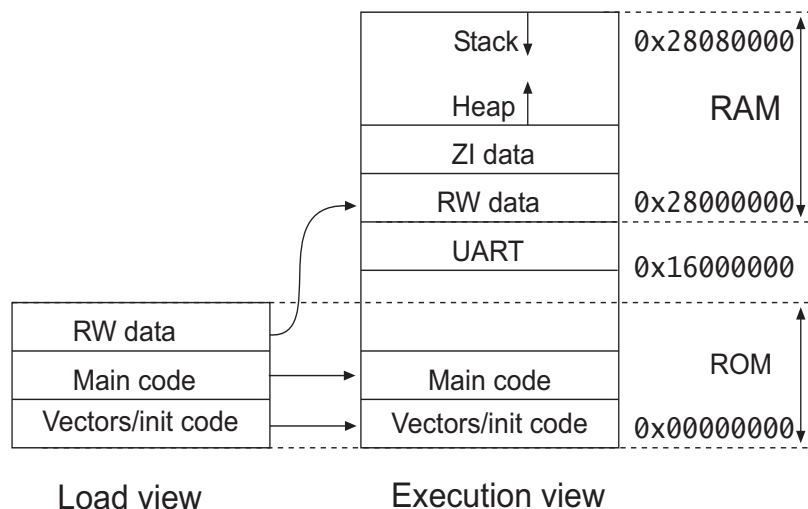 Stack
0x28080000
RAM
Heap
ZI data
RW data
0x28000000
UART
0x16000000
RW data
Main code
Main code
ROM
Vectors/init code
Vectors/init code
0x00000000
Load view
Execution view